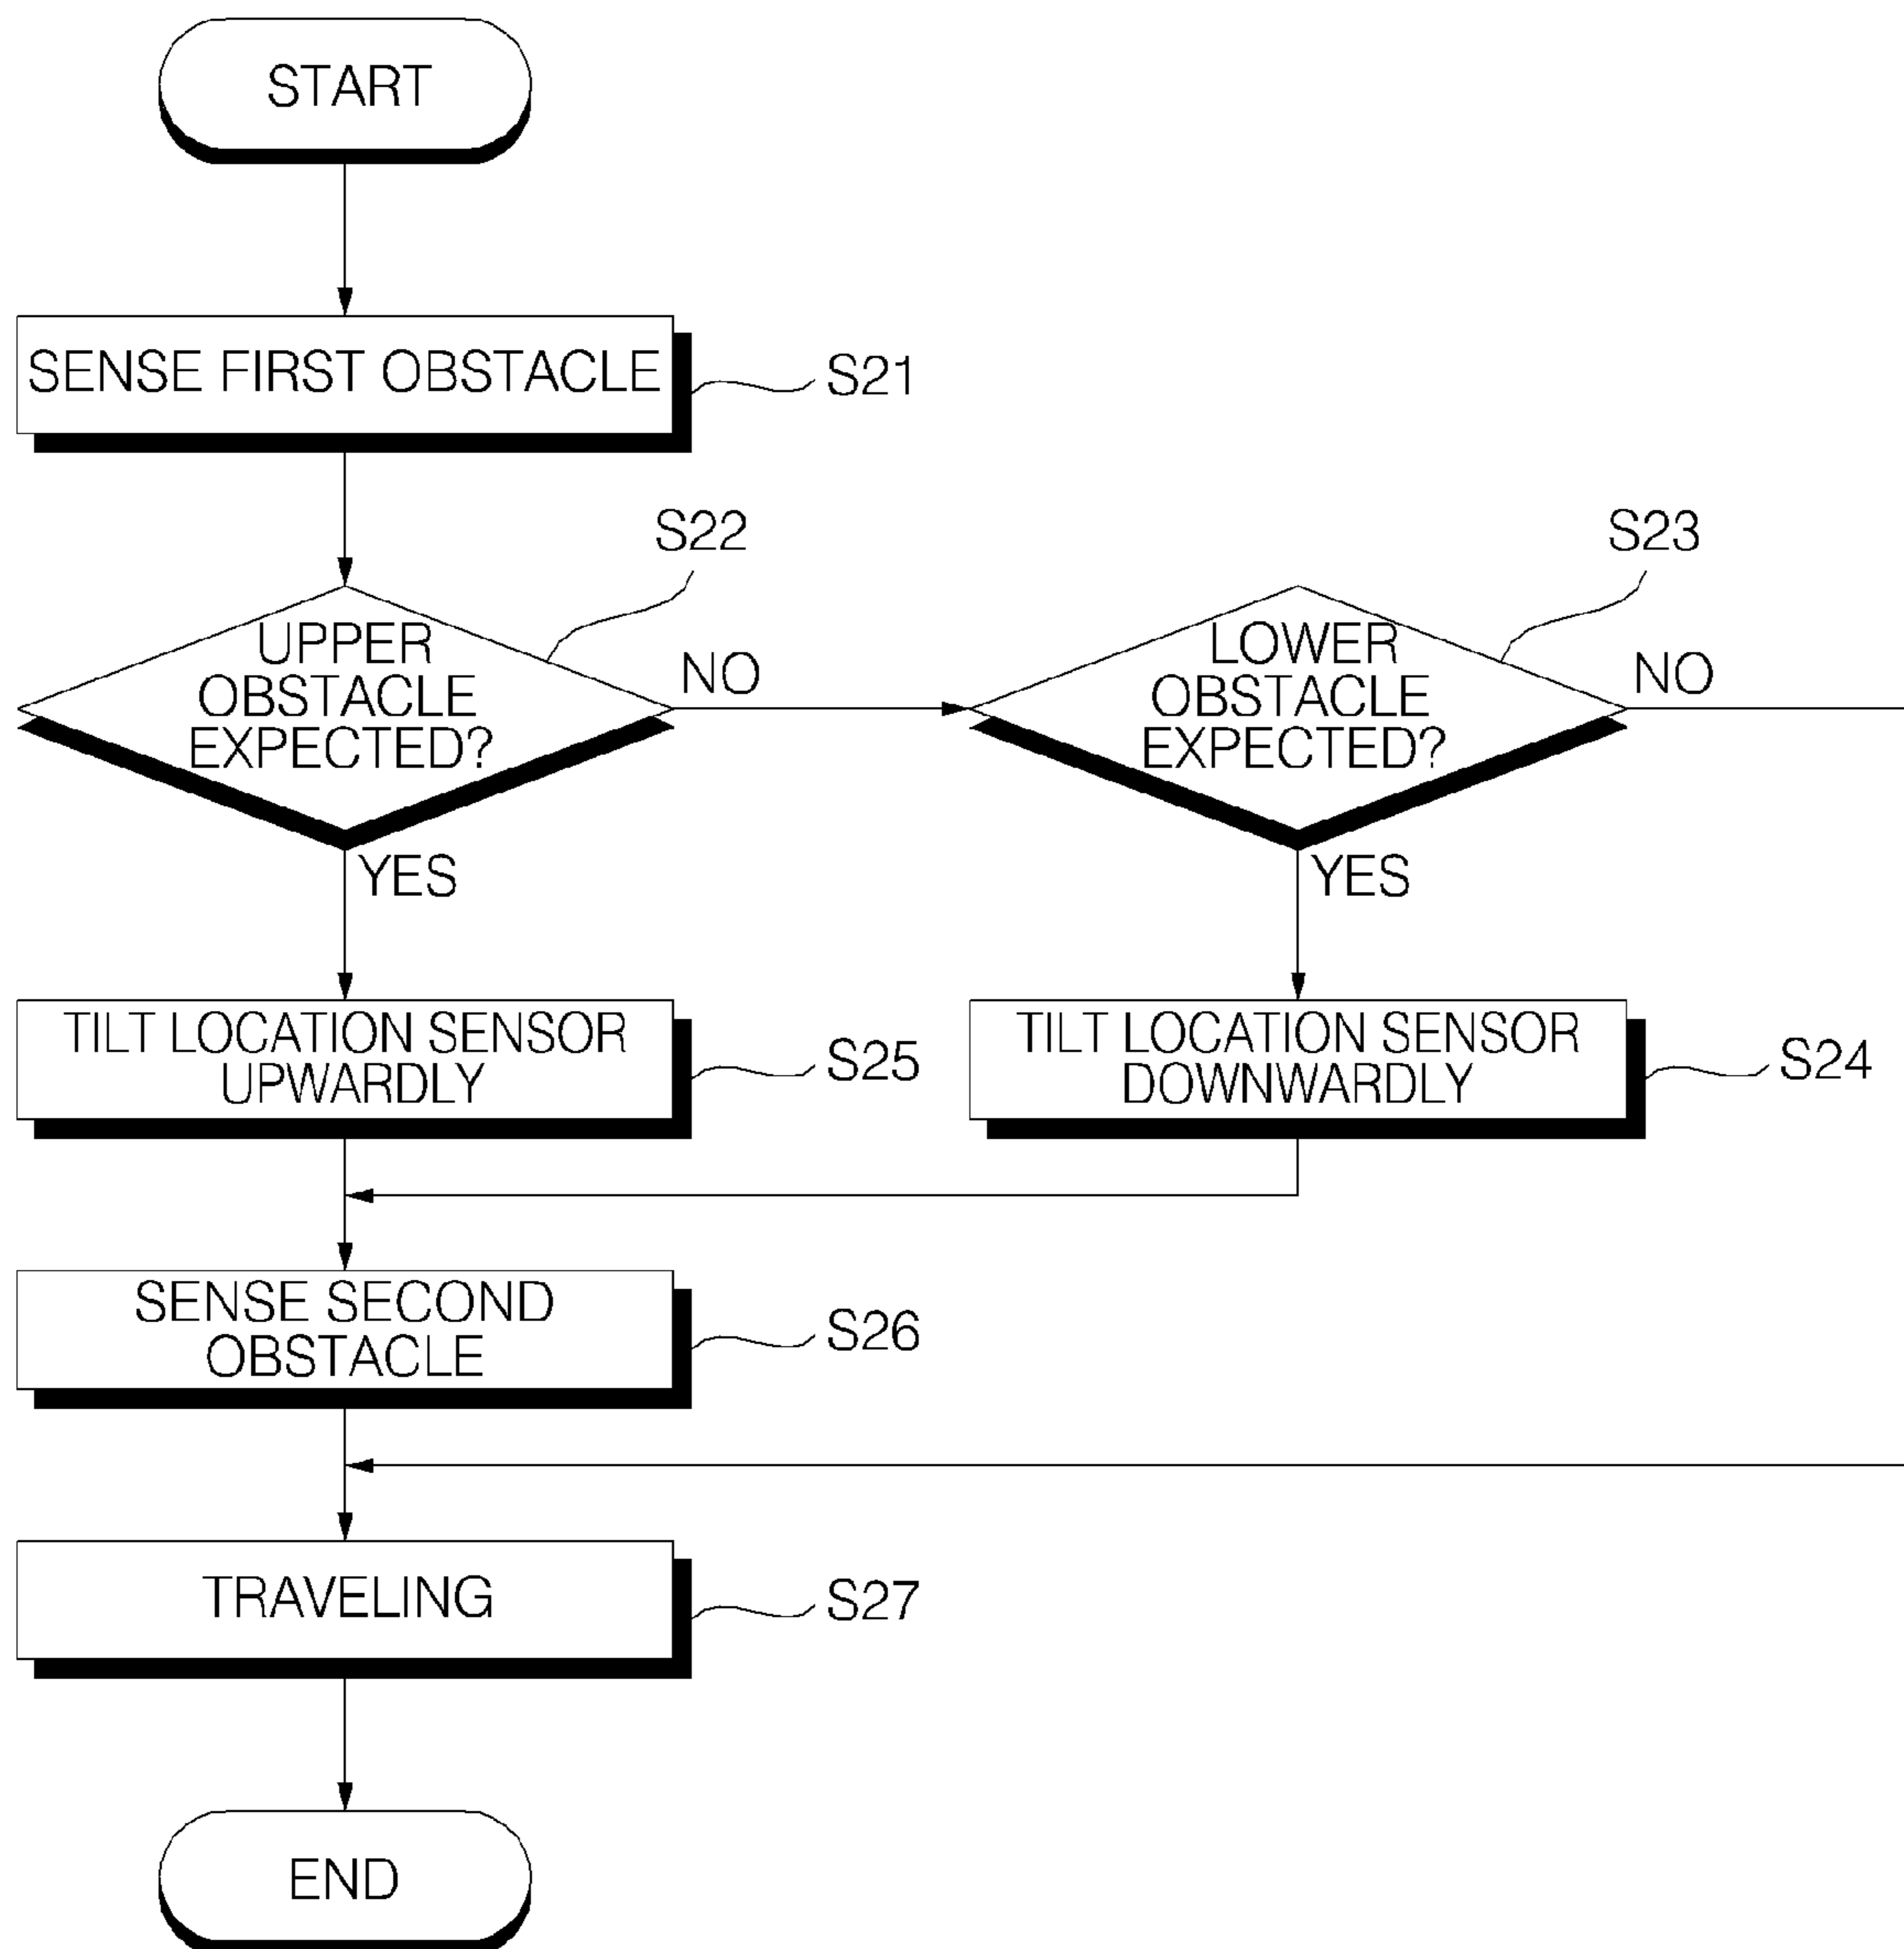 START
SENSE FIRST OBSTACLE
S21
S22
S23
UPPER
OBSTACLE
EXPECTED?
NO
LOWER
OBSTACLE
EXPECTED?
NO
YES
YES
TILT LOCATION SENSOR
UPWARDLY
S25
TILT LOCATION SENSOR
DOWNWARDLY
S24
SENSE SECOND
OBSTACLE
S26
TRAVELING
S27
END